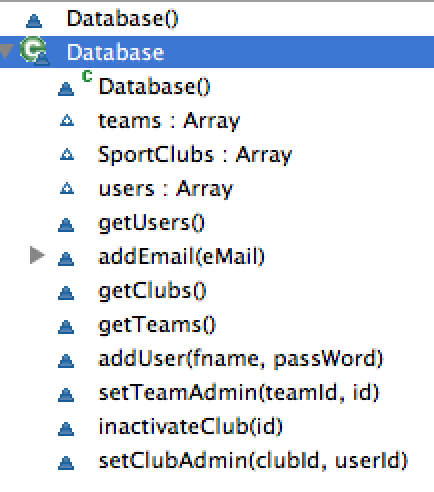 Database()
Database
C Database()
teams : Array
SportClubs : Array
users : Array
getUsers()
addEmail(eMail)
getClubs()
getTeams()
addUser(fname, passWord)
setTeamAdmin(teamId, id)
inactivateClub(id)
setClubAdmin(clubId, userId)